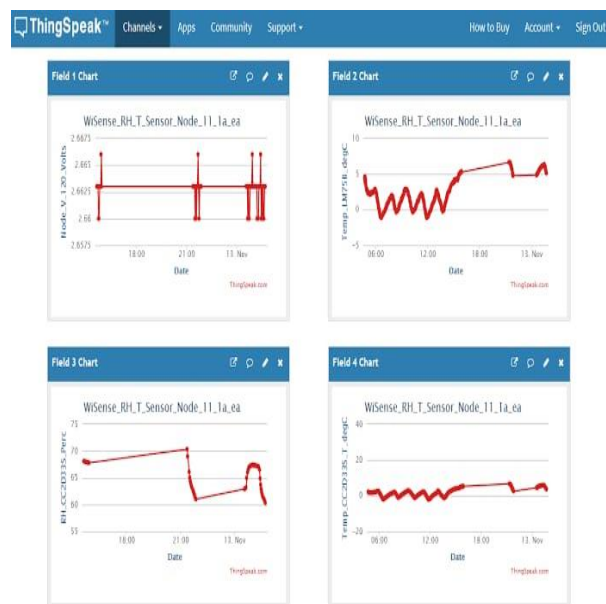 ThingSpeak™ Channels Apps Community Support How to Buy Account Sign Out
Field 1 Chart
WiSense_RH_T_Sensor_Node_11_1a_ea
Node_V_120_Volts
2.6675
2.665
2.6625
2.66
2.6575
18:00 21:00 13. Nov
Date
ThingSpeak.com
Field 2 Chart
WiSense_RH_T_Sensor_Node_11_1a_ea
Temp_LM75B_degC
10
5
0
-5
06:00 12:00 18:00 13. Nov
Date
ThingSpeak.com
Field 3 Chart
WiSense_RH_T_Sensor_Node_11_1a_ea
RH_CC2D33S_Perc
75
70
65
60
55
18:00 21:00 13. Nov
Date
ThingSpeak.com
Field 4 Chart
WiSense_RH_T_Sensor_Node_11_1a_ea
Temp_CC2D33S_T_degC
40
20
0
-20
06:00 12:00 18:00 13. Nov
Date
ThingSpeak.com